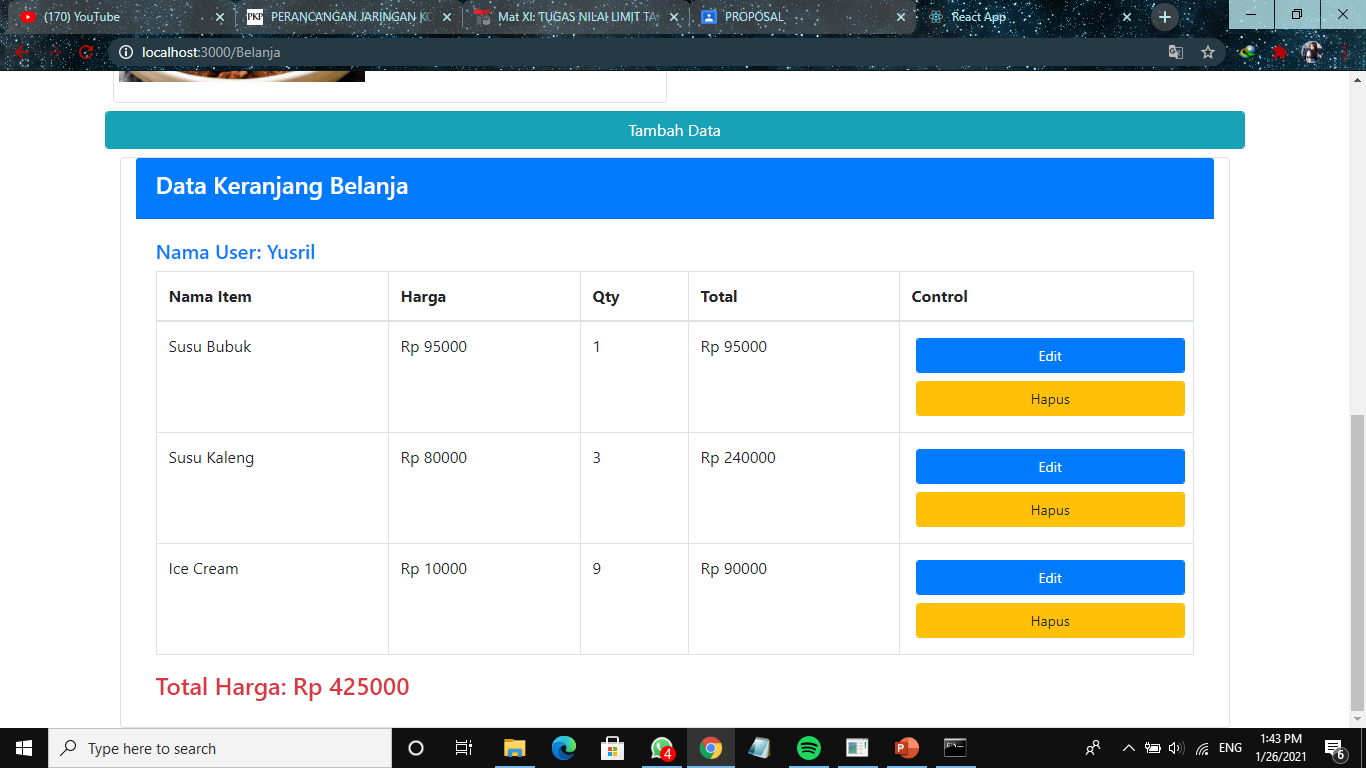 (170) YouTube
PERANCANGAN JARINGAN KO
Mat XI: TUGAS NILAI LIMIT TA
PROPOSAL
React App
localhost:3000/Belanja
Tambah Data
Data Keranjang Belanja
Nama User: Yusril
Nama Item Harga Qty Total Control
Susu Bubuk Rp 95000 1 Rp 95000 Edit
Hapus
Susu Kaleng Rp 80000 3 Rp 240000 Edit
Hapus
Ice Cream Rp 10000 9 Rp 90000 Edit
Hapus
Total Harga: Rp 425000
Type here to search
4
ENG
1:43 PM
1/26/2021
6